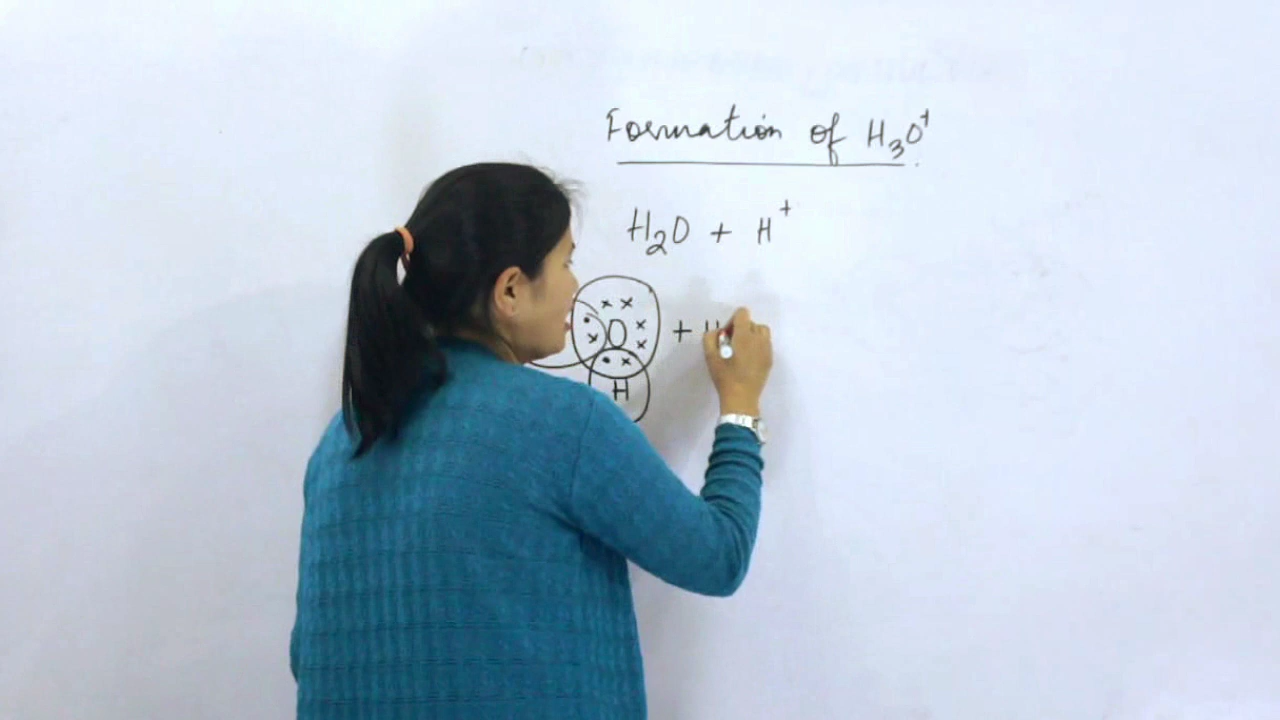 Formation of H₃O⁺
H₂O + H⁺
O + H
H